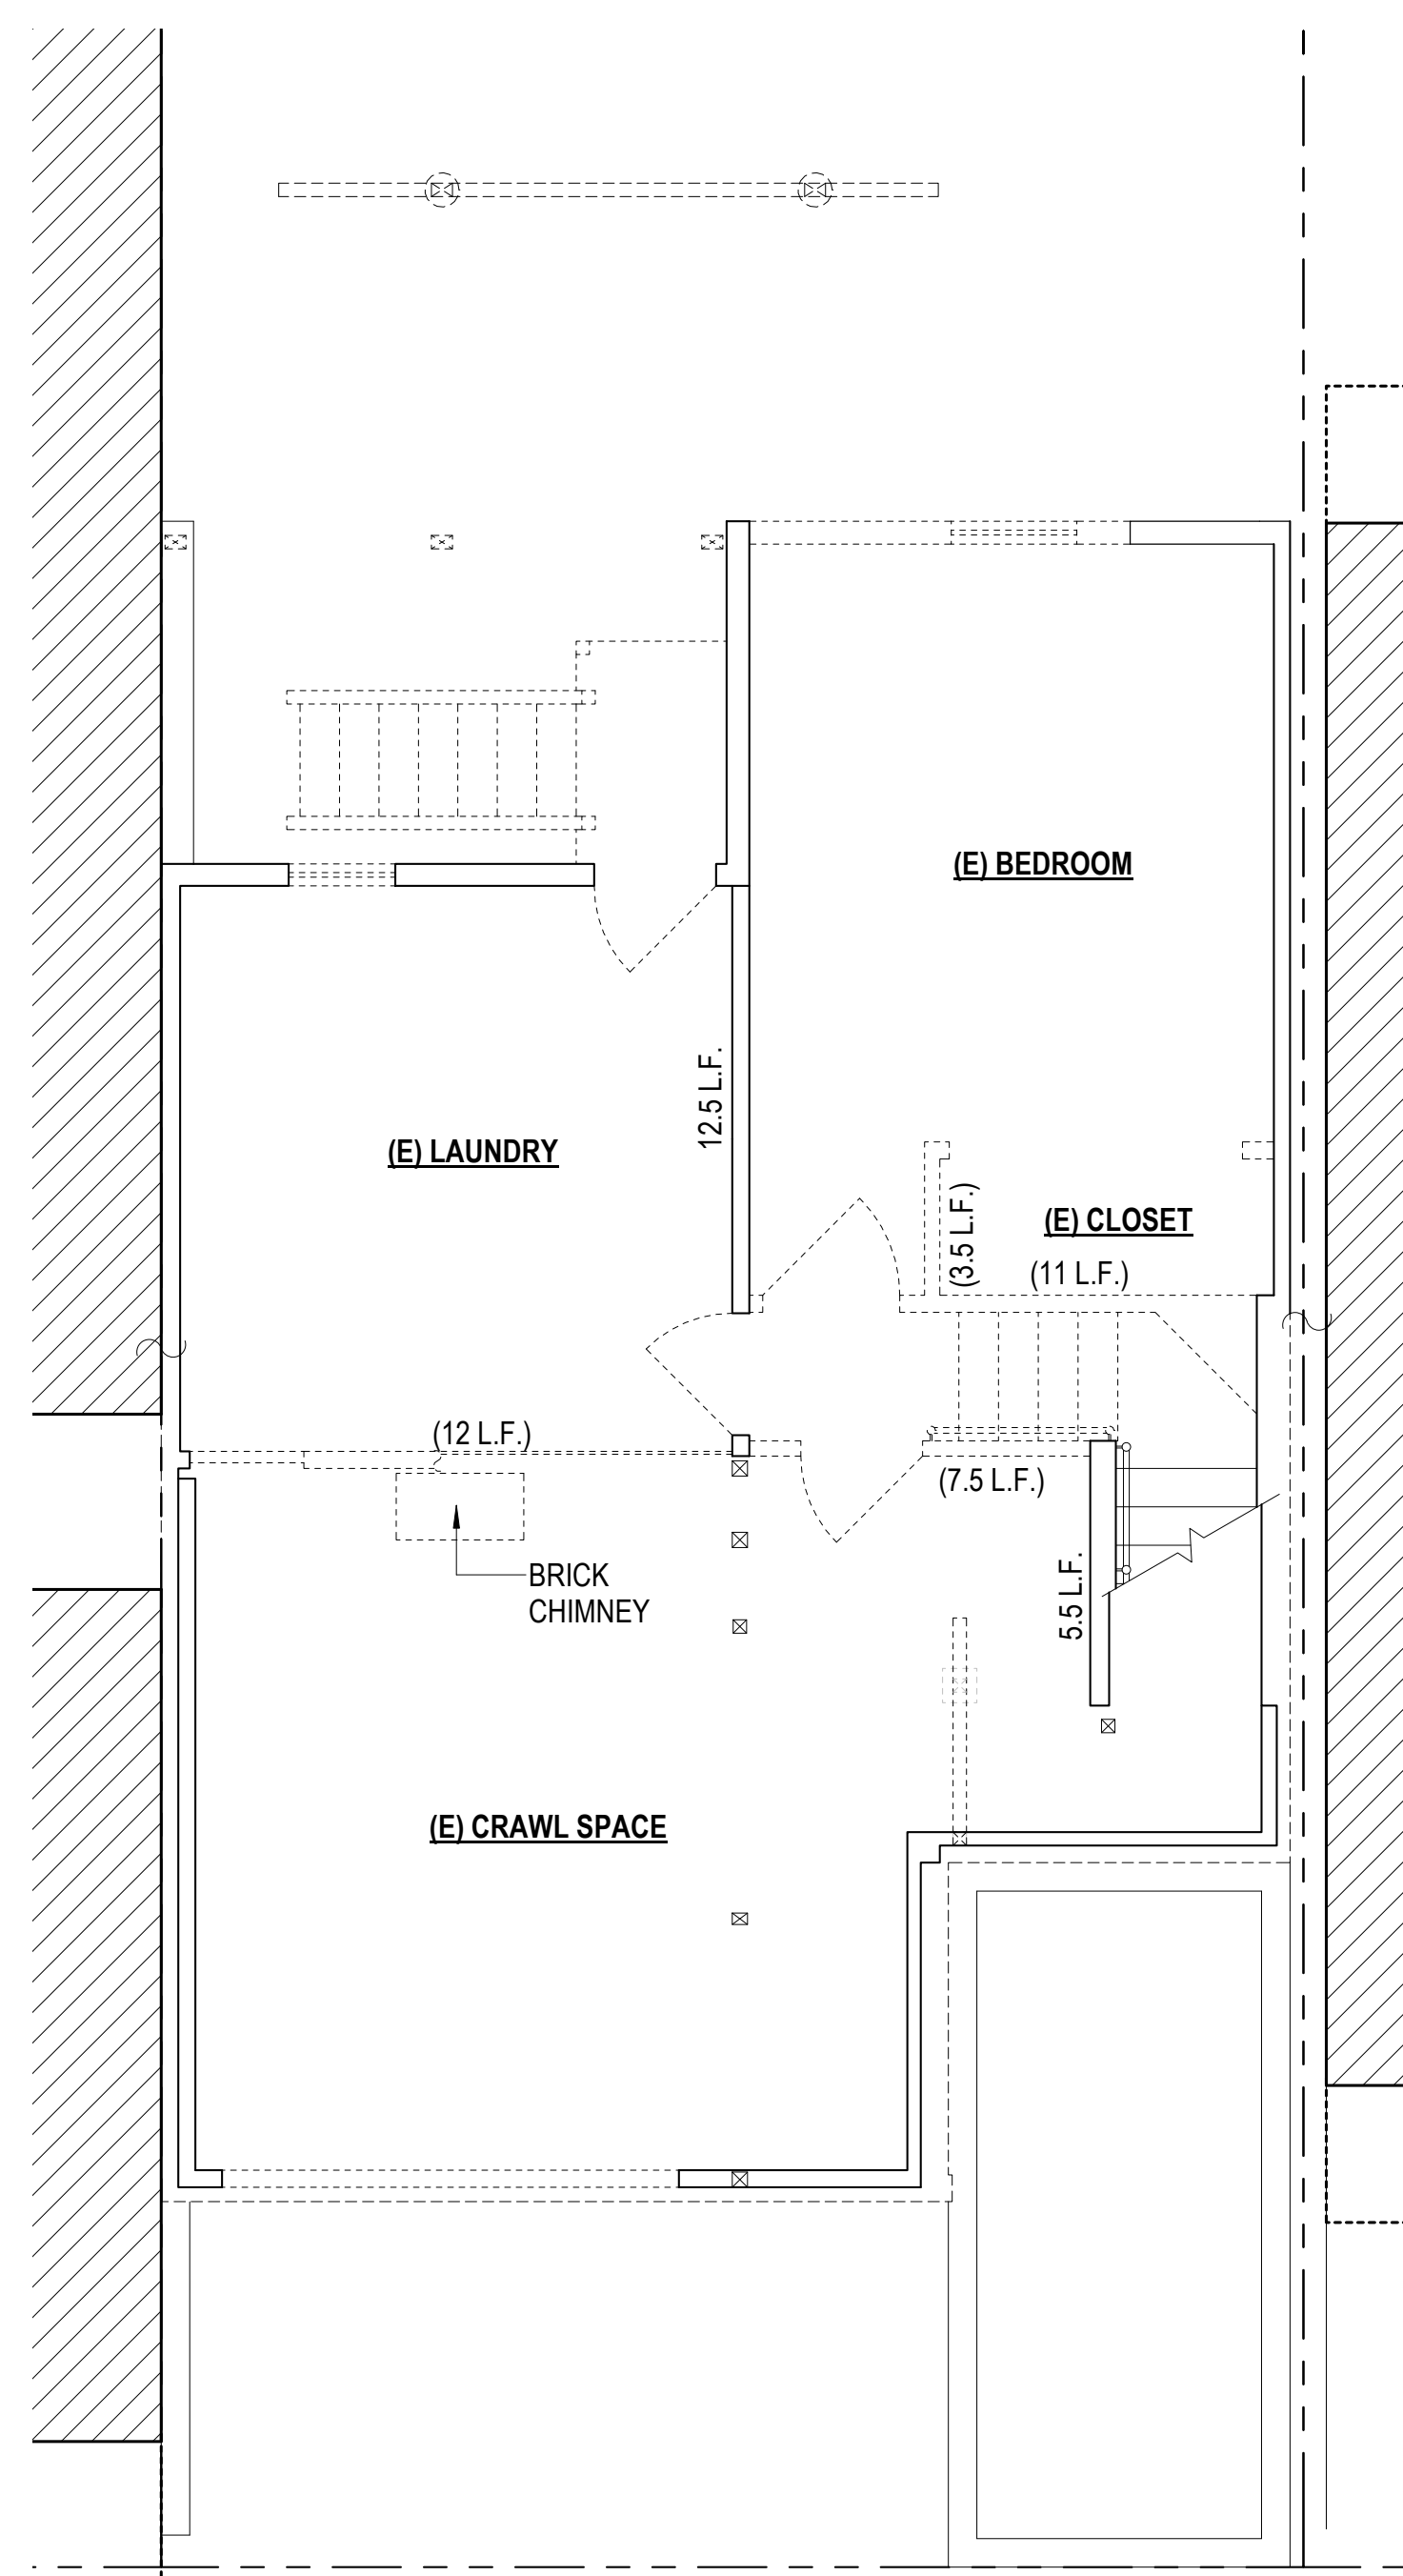 (E) BEDROOM
12.5 L.F.
(E) LAUNDRY
(3.5 L.F.)
(E) CLOSET
(11 L.F.)
(12 L.F.)
(7.5 L.F.)
BRICK
CHIMNEY
5.5 L.F.
(E) CRAWL SPACE